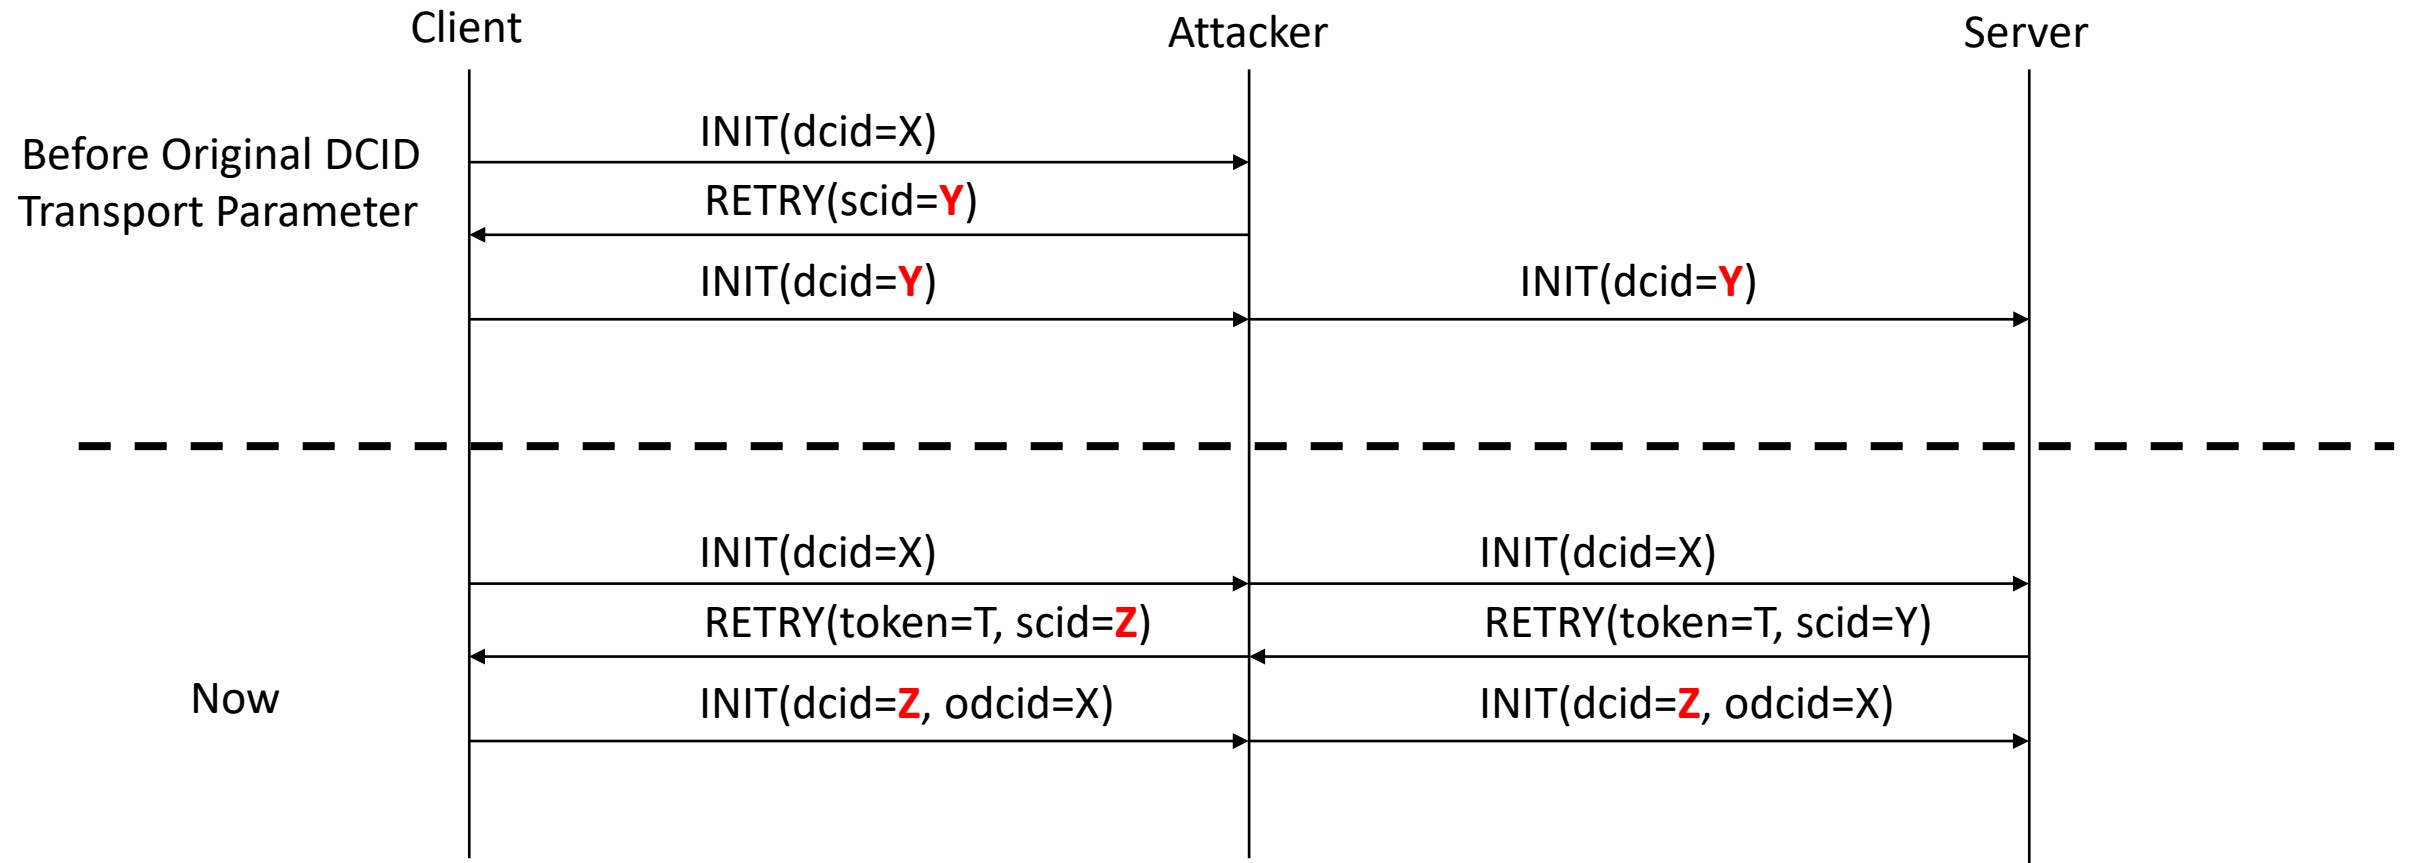 Client
Attacker
Server
Before Original DCID
Transport Parameter
INIT(dcid=X)
RETRY(scid=Y)
INIT(dcid=Y)
INIT(dcid=Y)
Now
INIT(dcid=X)
INIT(dcid=X)
RETRY(token=T, scid=Z)
RETRY(token=T, scid=Y)
INIT(dcid=Z, odcid=X)
INIT(dcid=Z, odcid=X)